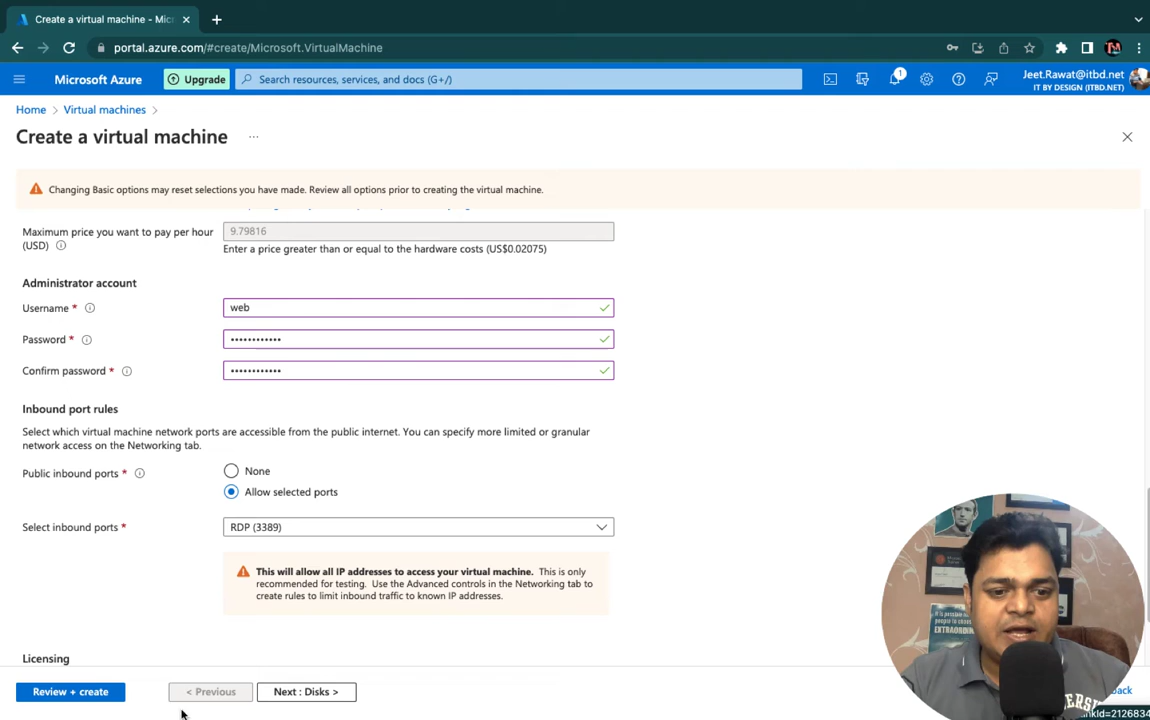 Create a virtual machine - Mic
portal.azure.com/#create/Microsoft.VirtualMachine
Microsoft Azure
Upgrade
Search resources, services, and docs (G+/)
1
Jeet.Rawat@itbd.net
IT BY DESIGN (ITBD.NET)
Home > Virtual machines >
Create a virtual machine ...
Changing Basic options may reset selections you have made. Review all options prior to creating the virtual machine.
Maximum price you want to pay per hour
(USD)
9.79816
Enter a price greater than or equal to the hardware costs (US$0.02075)
Administrator account
Username *
web
Password *
••••••••••••
Confirm password *
••••••••••••
Inbound port rules
Select which virtual machine network ports are accessible from the public internet. You can specify more limited or granular
network access on the Networking tab.
Public inbound ports *
None
Allow selected ports
Select inbound ports *
RDP (3389)
This will allow all IP addresses to access your virtual machine. This is only
recommended for testing. Use the Advanced controls in the Networking tab to
create rules to limit inbound traffic to known IP addresses.
Licensing
Review + create
< Previous
Next : Disks >